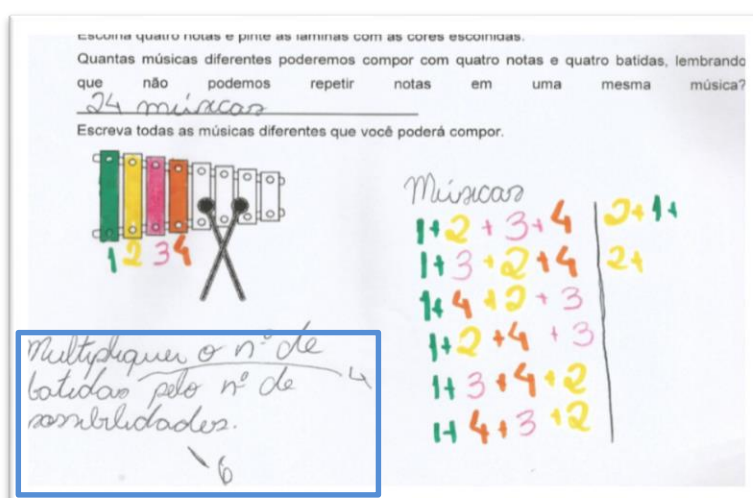 Escolha quatro notas e pinte as lâminas com as cores escolhidas.
Quantas músicas diferentes poderemos compor com quatro notas e quatro batidas, lembrando
que não podemos repetir notas em uma mesma música?
24 músicas
Escreva todas as músicas diferentes que você poderá compor.
1 2 3 4
Músicas
1+2+3+4
1+3+2+4
1+4+2+3
1+2+4+3
1+3+4+2
1+4+3+2
2+1+
2+
Multipliquei o nº de
batidas pelo nº de
possibilidades.
4
6